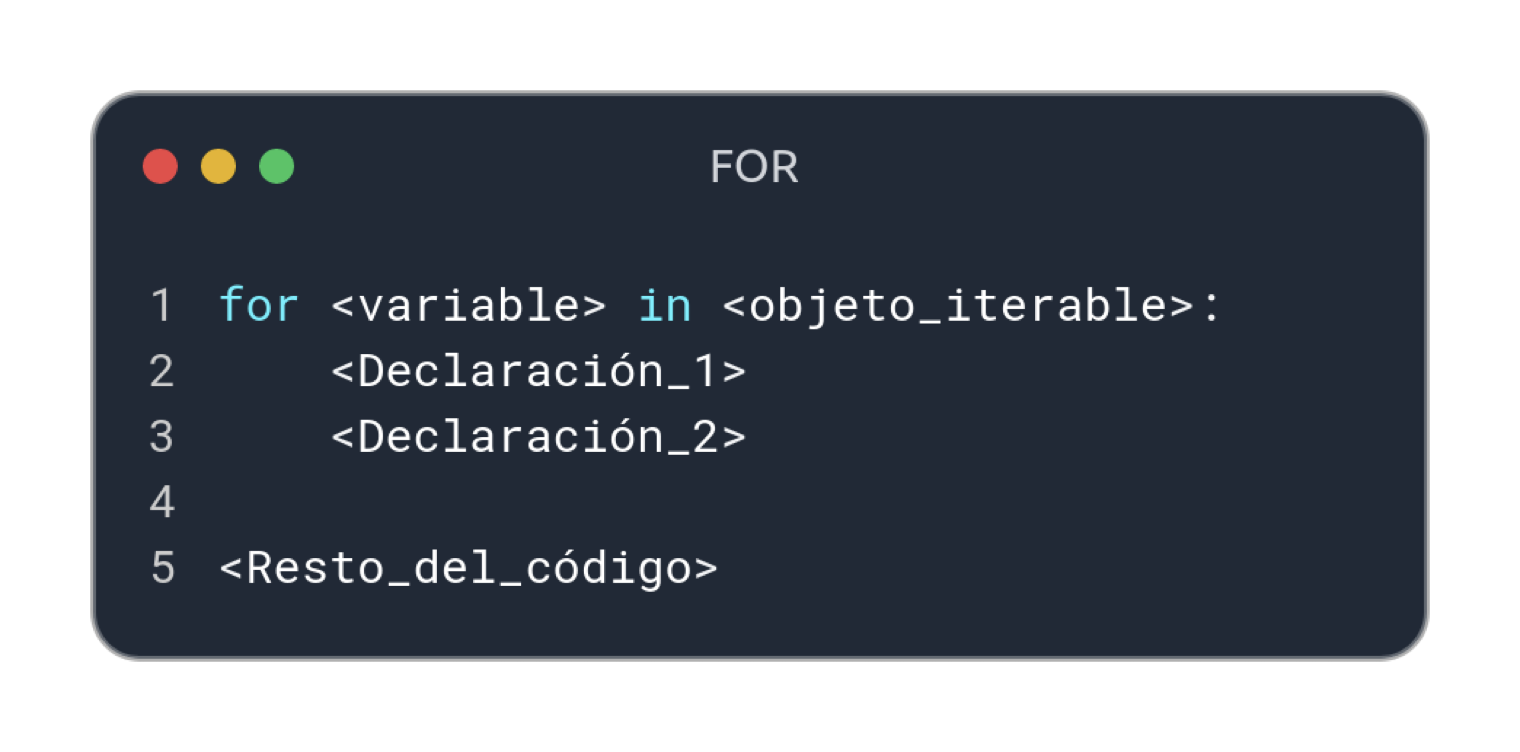 FOR
1 for <variable> in <objeto_iterable>:
2     <Declaración_1>
3     <Declaración_2>
4
5 <Resto_del_código>